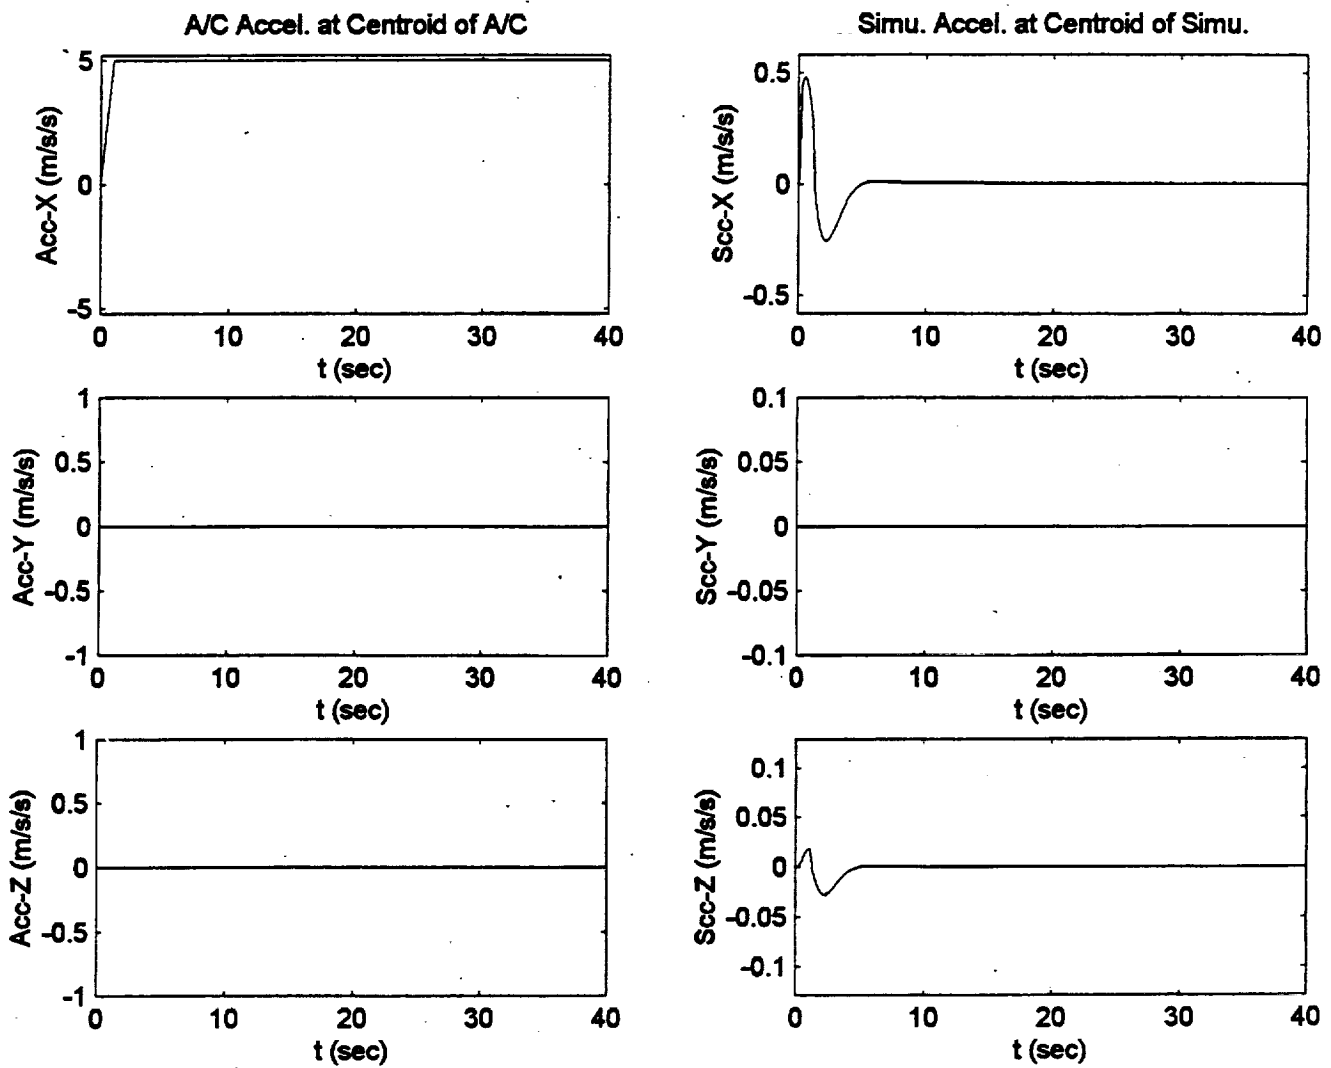 A/C Accel. at Centroid of A/C
Simu. Accel. at Centroid of Simu.
Acc-X (m/s/s)
5
0
-5
0 10 20 30 40
t (sec)
Scc-X (m/s/s)
0.5
0
-0.5
0 10 20 30 40
t (sec)
Acc-Y (m/s/s)
1
0.5
0
-0.5
-1
0 10 20 30 40
t (sec)
Scc-Y (m/s/s)
0.1
0.05
0
-0.05
-0.1
0 10 20 30 40
t (sec)
Acc-Z (m/s/s)
1
0.5
0
-0.5
-1
0 10 20 30 40
t (sec)
Scc-Z (m/s/s)
0.1
0.05
0
-0.05
-0.1
0 10 20 30 40
t (sec)